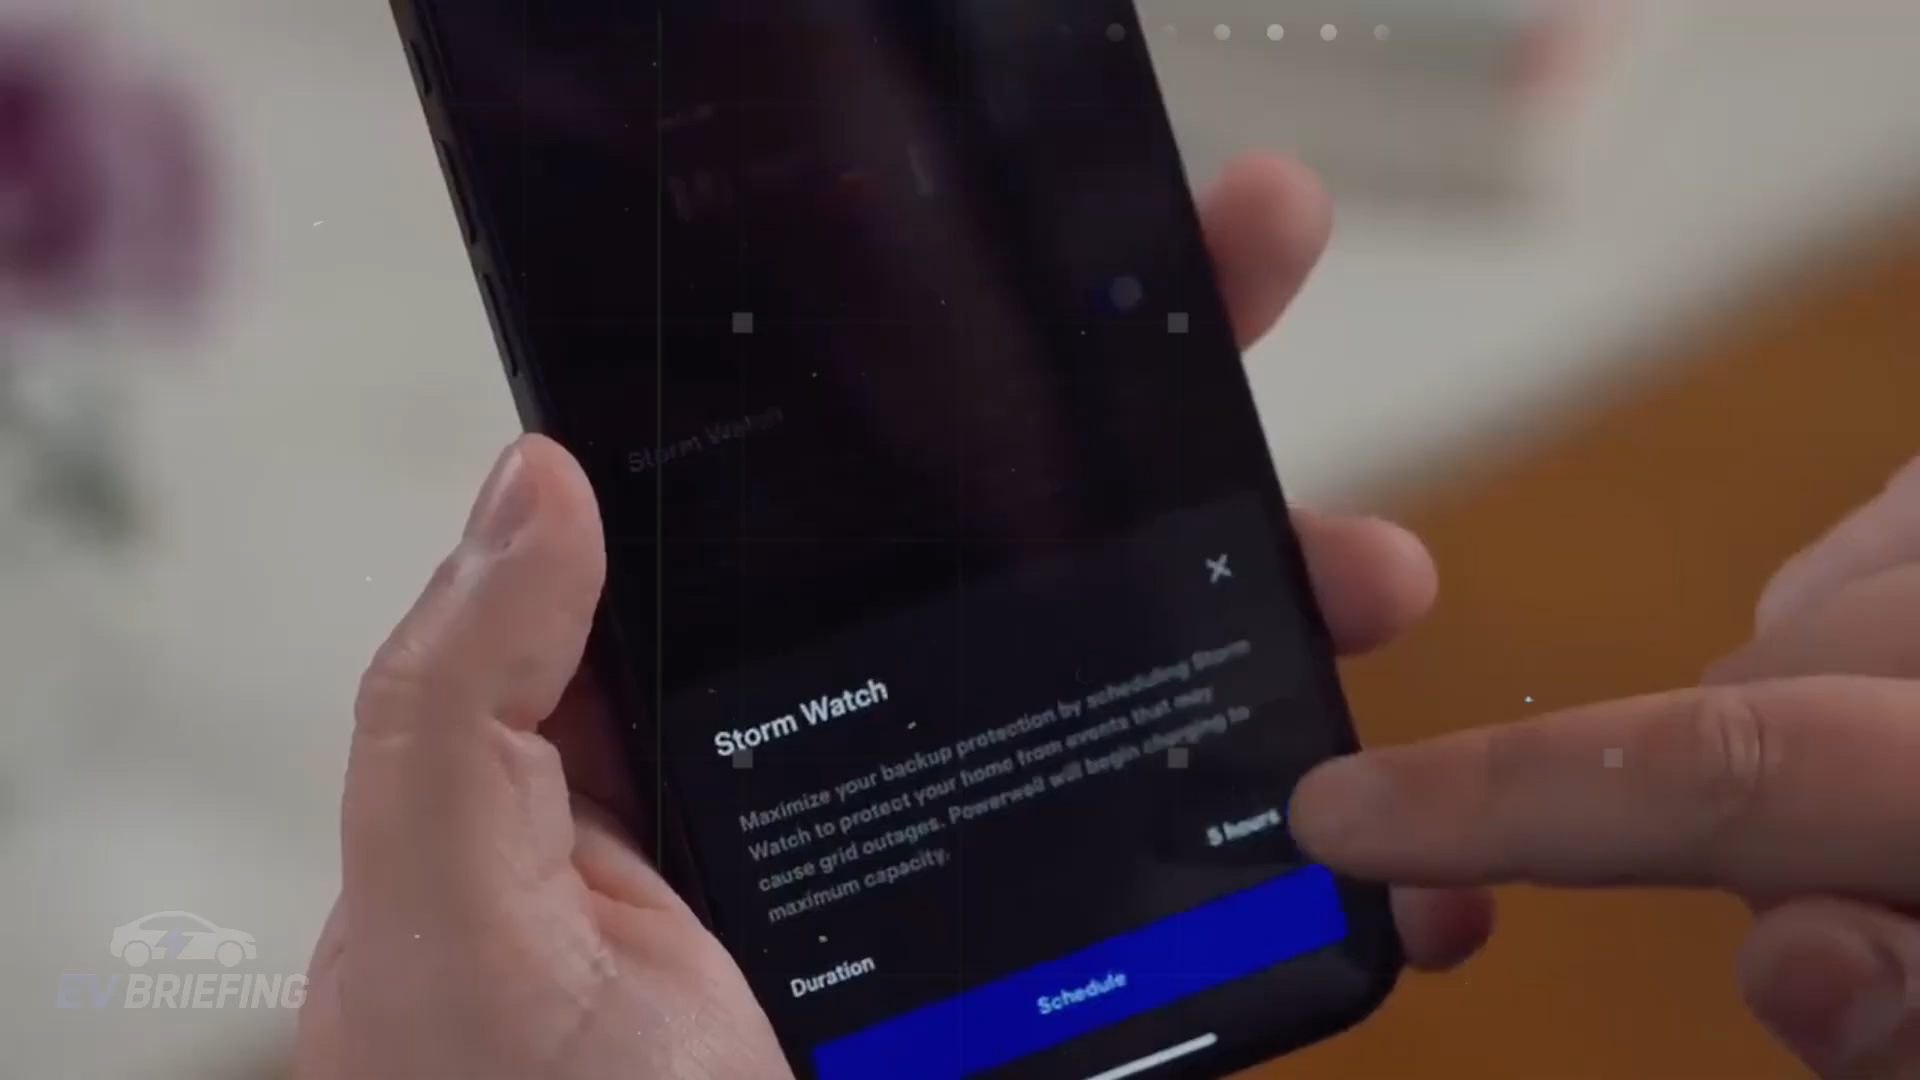 Storm Watch
Storm Watch
Maximize your backup protection by scheduling Storm
Watch to protect your home from events that may
cause grid outages. Powerwall will begin charging to
maximum capacity.
5 hours
Duration
Schedule
EV BRIEFING